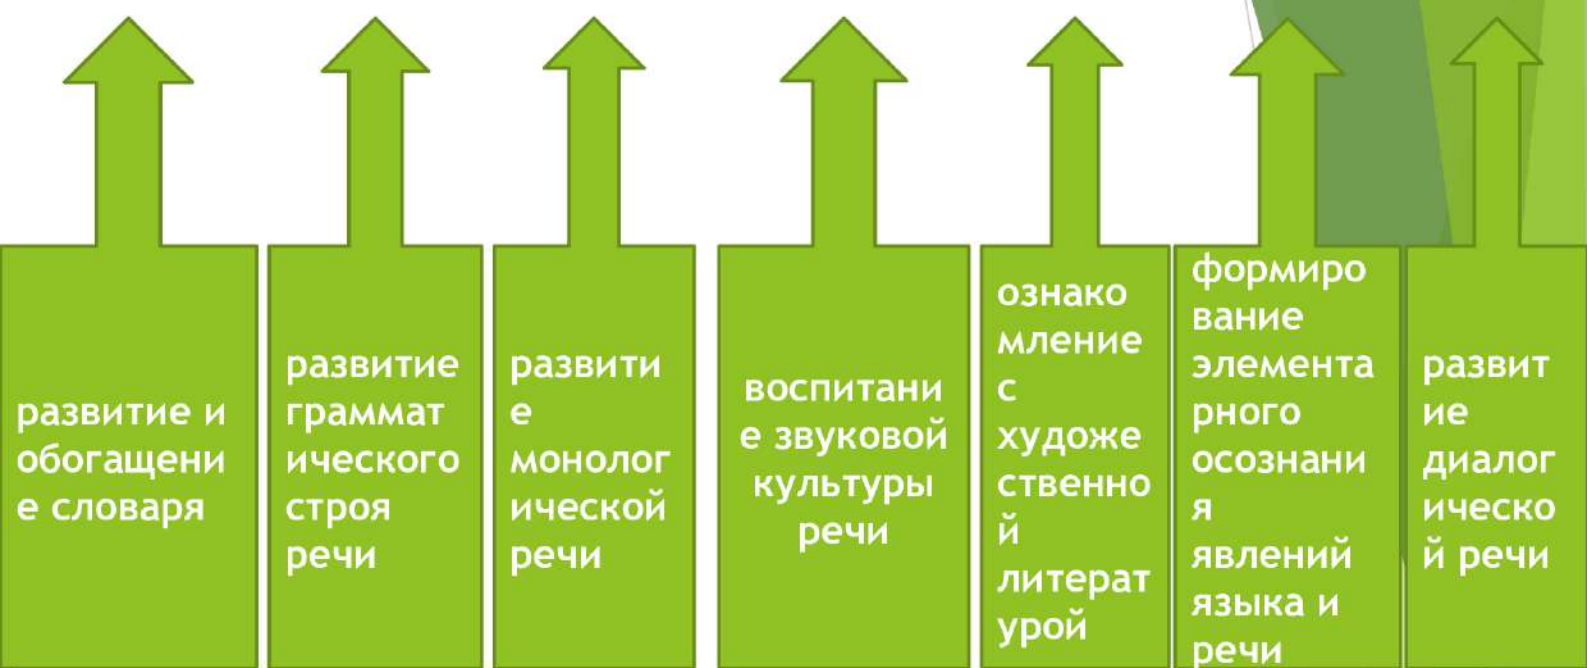 развитие и
обогащени
е словаря
развитие
граммат
ического
строя
речи
развити
е
монолог
ической
речи
воспитани
е звуковой
культуры
речи
ознако
мление
с
художе
ственно
й
литерат
урой
формиро
вание
элемента
рного
осознани
я
явлений
языка и
речи
развит
ие
диалог
ическо
й речи